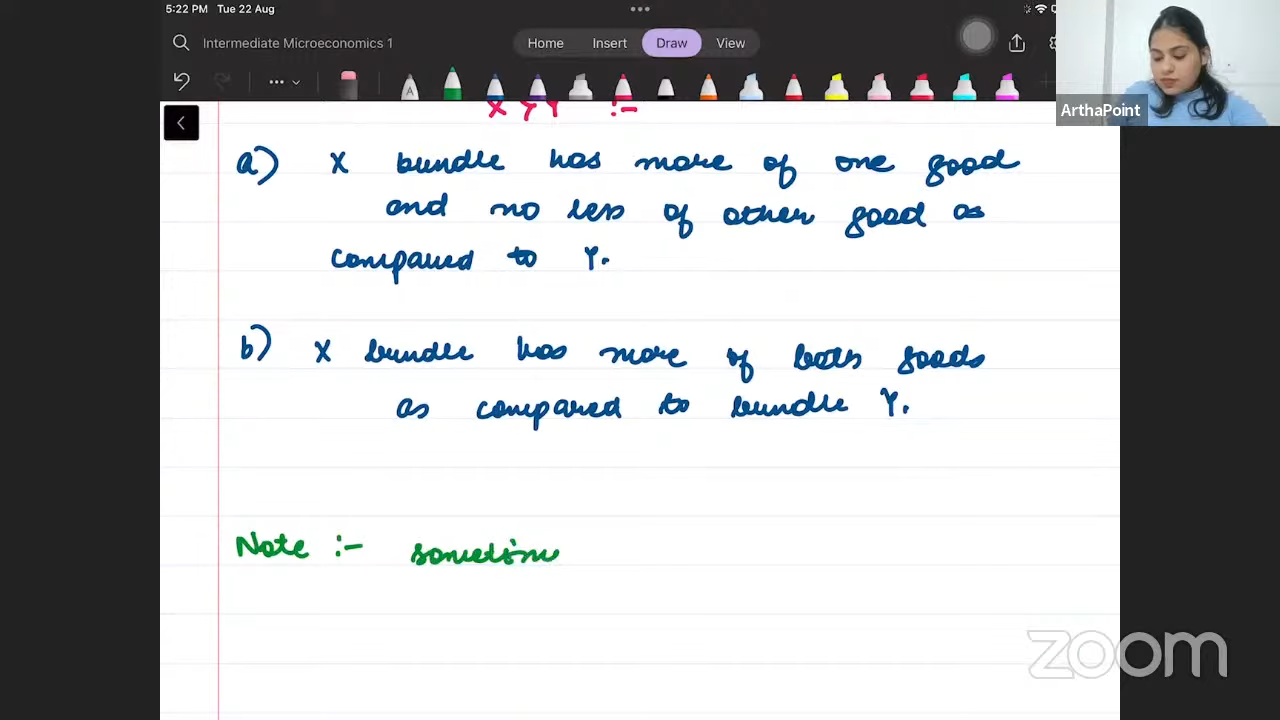 5:22 PM Tue 22 Aug
Intermediate Microeconomics 1
Home Insert Draw View
ArthaPoint
X > Y :-
a) X bundle has more of one good
and no less of other good as
compared to Y.
b) X bundle has more of both goods
as compared to bundle Y.
Note :- sometime
zoom